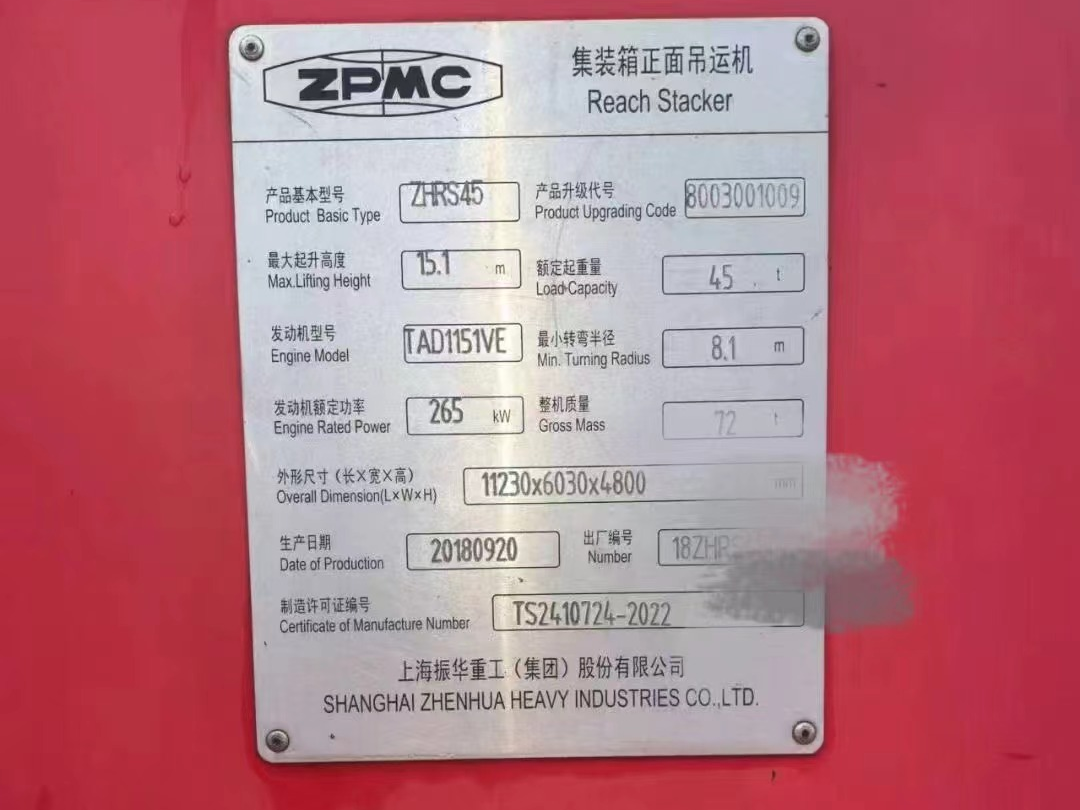 ZPMC
集装箱正面吊运机
Reach Stacker
产品基本型号 ZHRS45 产品升级代号 8003001009
Product Basic Type Product Upgrading Code
最大起升高度 15.1 m 额定起重量 45 t
Max.Lifting Height Load Capacity
发动机型号 TAD1151VE 最小转弯半径 8.1 m
Engine Model Min. Turning Radius
发动机额定功率 265 kW 整机质量 72 t
Engine Rated Power Gross Mass
外形尺寸（长×宽×高） 11230x6030x4800 mm
Overall Dimension(L×W×H)
生产日期 20180920 出厂编号 18ZHR
Date of Production Number
制造许可证编号 TS2410724-2022
Certificate of Manufacture Number
上海振华重工（集团）股份有限公司
SHANGHAI ZHENHUA HEAVY INDUSTRIES CO.,LTD.